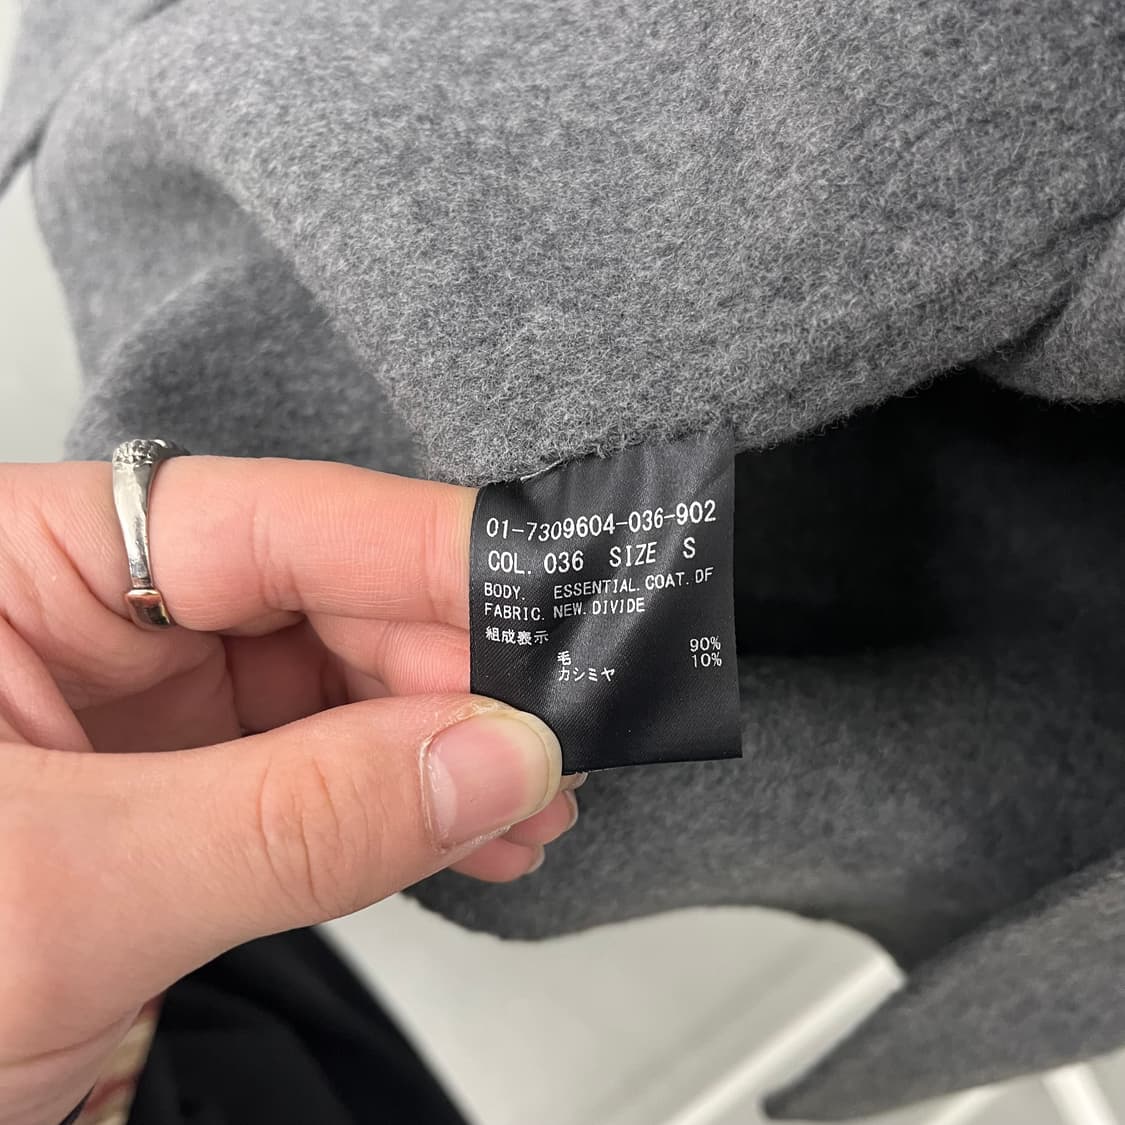 01-7309604-036-902
COL. 036 SIZE S
BODY. ESSENTIAL.COAT.DF
FABRIC. NEW.DIVIDE
組成表示
毛 90%
カシミヤ 10%